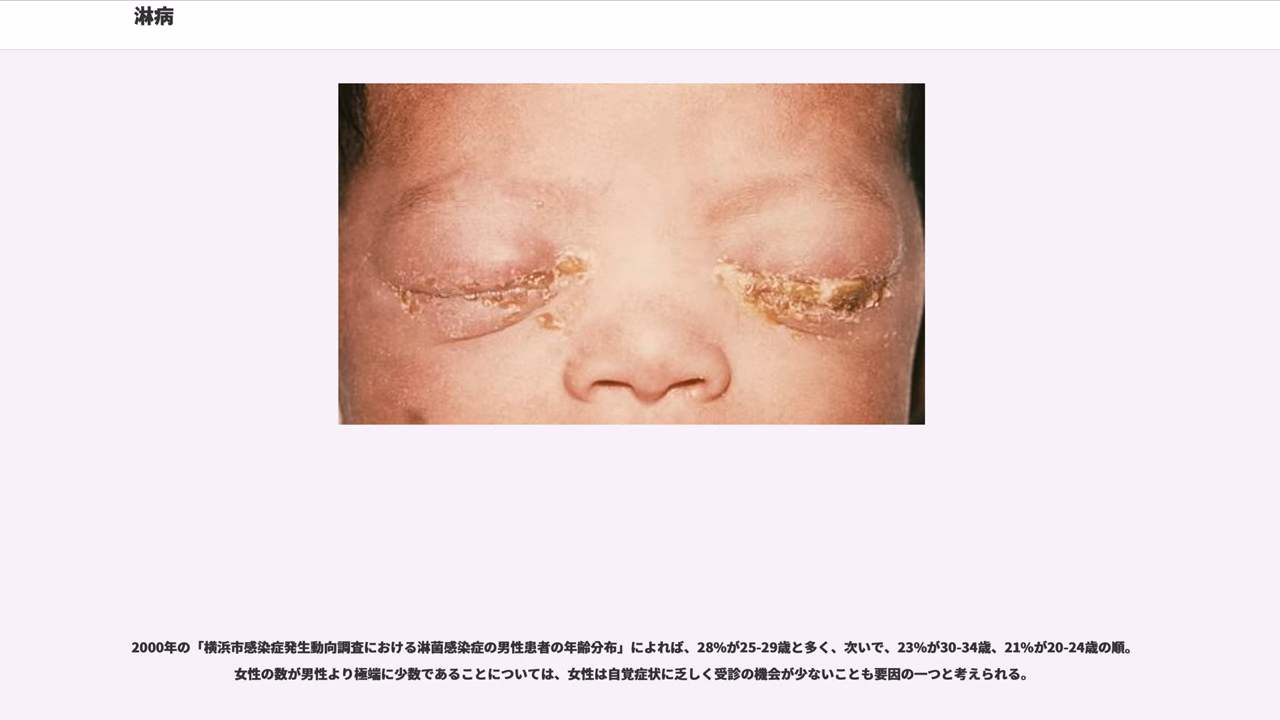 淋病
2000年の「横浜市感染症発生動向調査における淋菌感染症の男性患者の年齢分布」によれば、28%が25-29歳と多く、次いで、23%が30-34歳、21%が20-24歳の順。
女性の数が男性より極端に少数であることについては、女性は自覚症状に乏しく受診の機会が少ないことも要因の一つと考えられる。